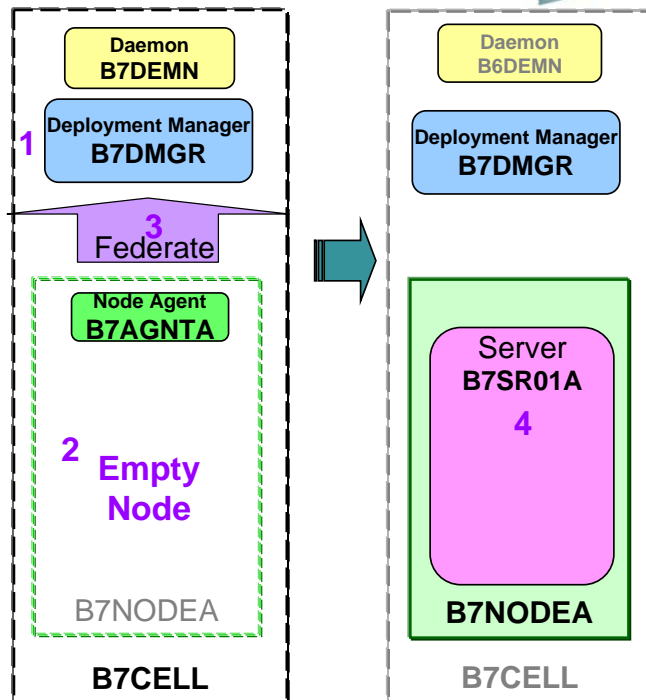 Daemon
B7DEMN
1
Deployment Manager
B7DMGR
3
Federate
Node Agent
B7AGNTA
2
Empty
Node
B7NODEA
B7CELL
Daemon
B6DEMN
Deployment Manager
B7DMGR
Server
B7SR01A
4
B7NODEA
B7CELL